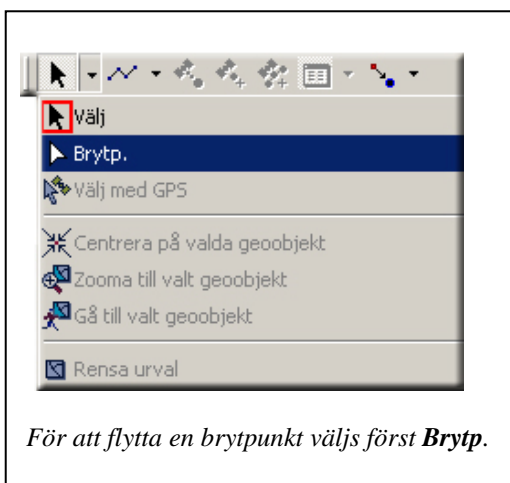 Välj
Brytp.
Välj med GPS
Centrera på valda geoobjekt
Zooma till valt geoobjekt
Gå till valt geoobjekt
Rensa urval
För att flytta en brytpunkt väljs först Brytp.